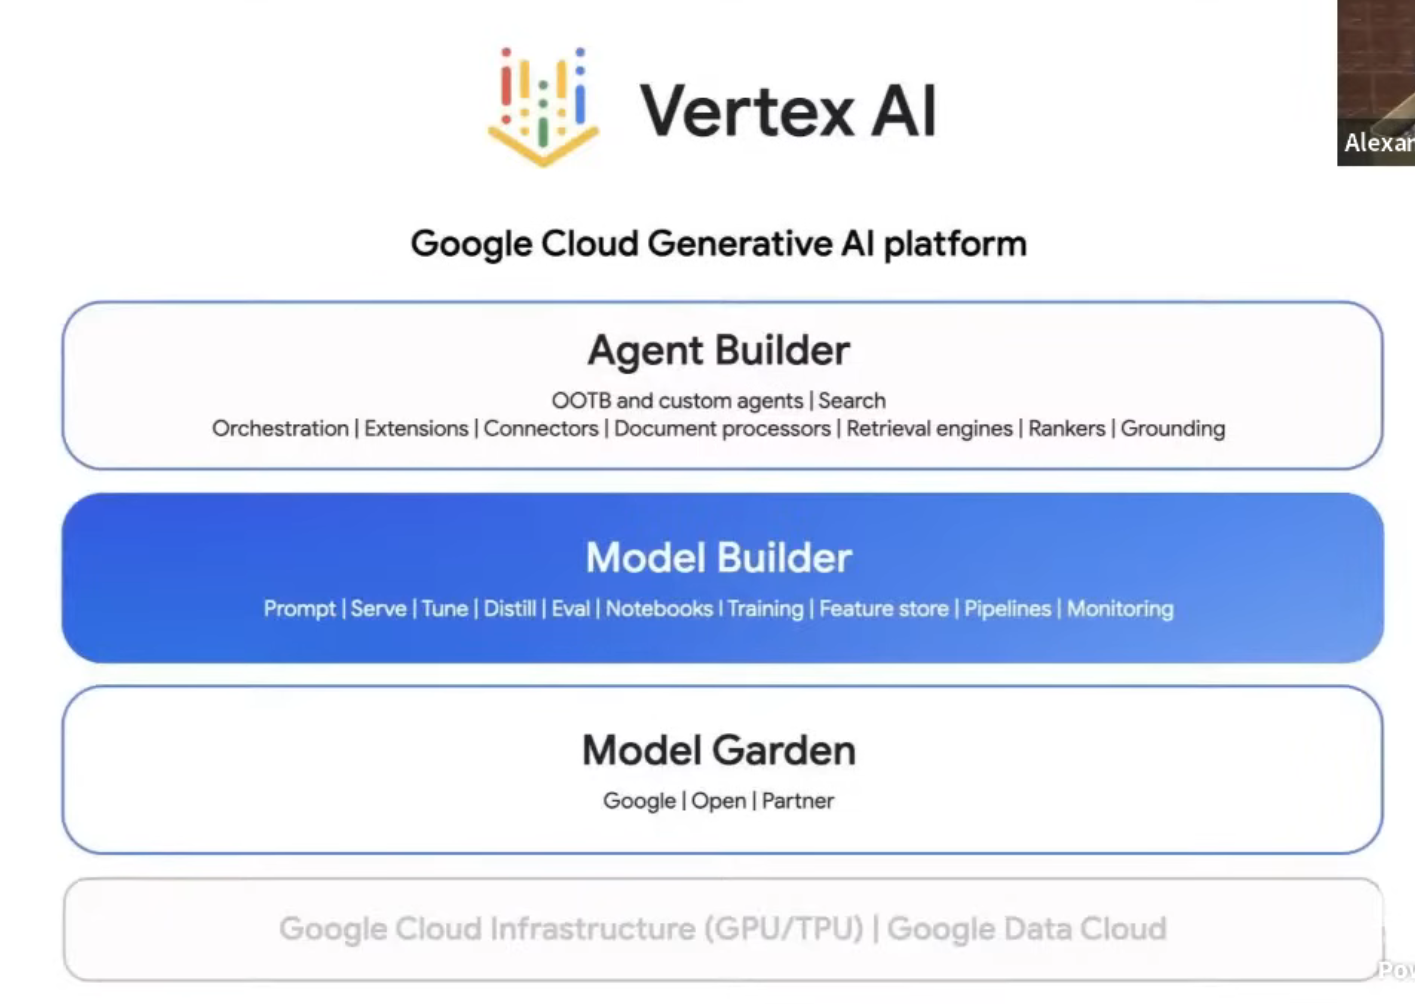 Vertex AI
Alexar
Google Cloud Generative AI platform
Agent Builder
OOTB and custom agents | Search
Orchestration | Extensions | Connectors | Document processors | Retrieval engines | Rankers | Grounding
Model Builder
Prompt | Serve | Tune | Distill | Eval | Notebooks | Training | Feature store | Pipelines | Monitoring
Model Garden
Google | Open | Partner
Google Cloud Infrastructure (GPU/TPU) | Google Data Cloud